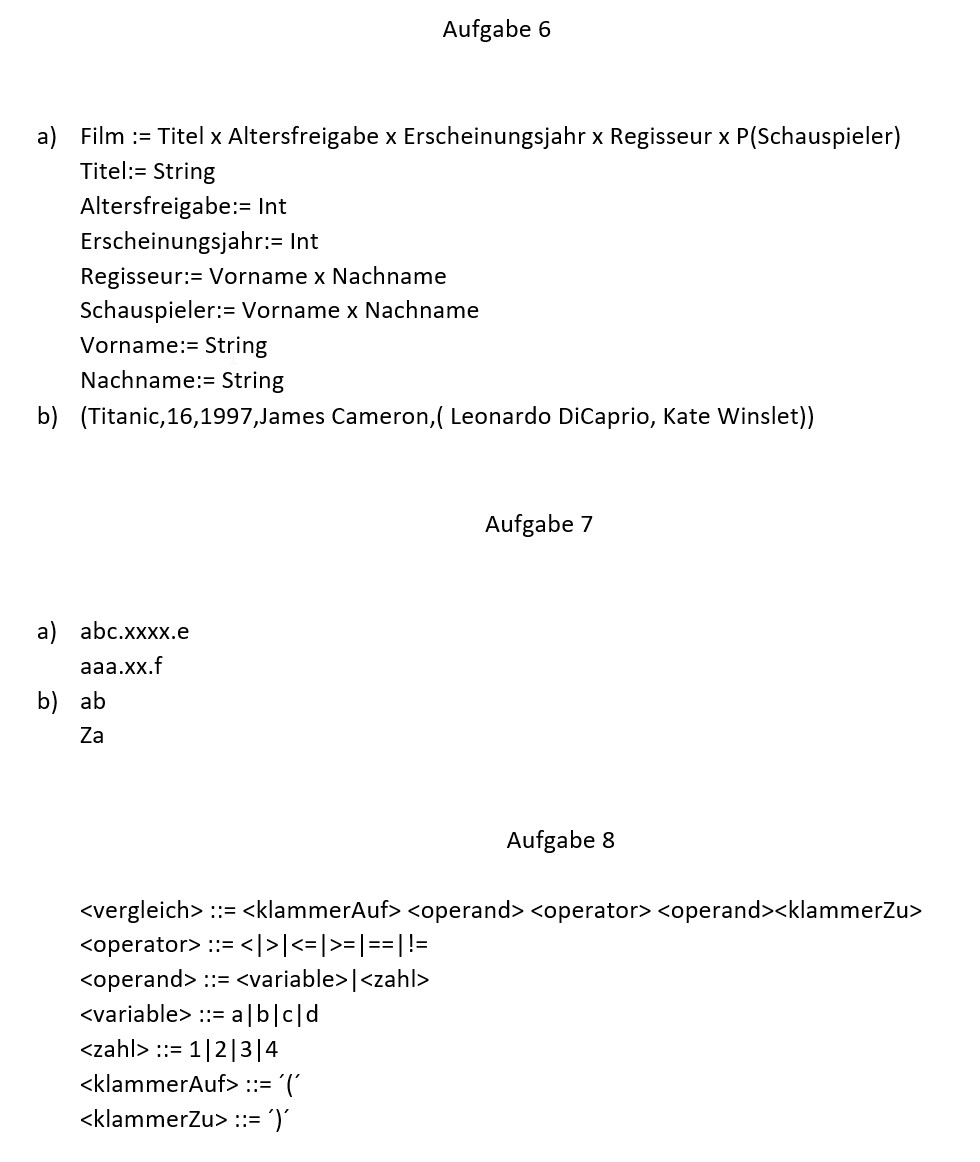 Aufgabe 6
a) Film := Titel x Altersfreigabe x Erscheinungsjahr x Regisseur x P(Schauspieler)
Titel:= String
Altersfreigabe:= Int
Erscheinungsjahr:= Int
Regisseur:= Vorname x Nachname
Schauspieler:= Vorname x Nachname
Vorname:= String
Nachname:= String
b) (Titanic,16,1997,James Cameron,( Leonardo DiCaprio, Kate Winslet))
Aufgabe 7
a) abc.xxxx.e
aaa.xx.f
b) ab
Za
Aufgabe 8
<vergleich> ::= <klammerAuf> <operand> <operator> <operand><klammerZu>
<operator> ::= <|>|<=|>=|==|!=
<operand> ::= <variable>|<zahl>
<variable> ::= a|b|c|d
<zahl> ::= 1|2|3|4
<klammerAuf> ::= ´(´
<klammerZu> ::= ´)´